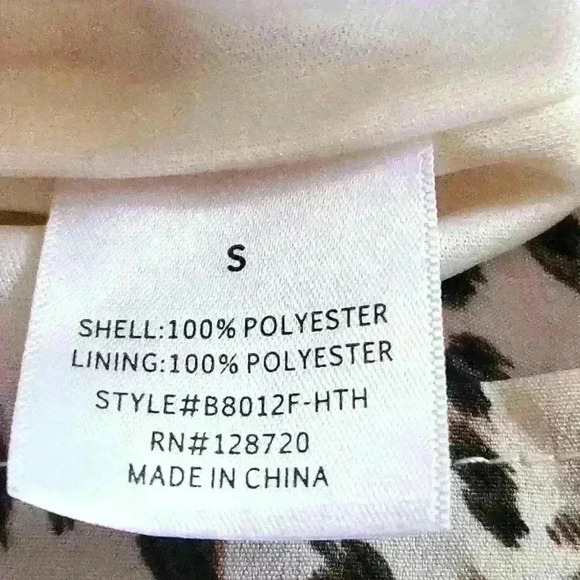 S
SHELL:100% POLYESTER
LINING:100% POLYESTER
STYLE#B8012F-HTH
RN#128720
MADE IN CHINA